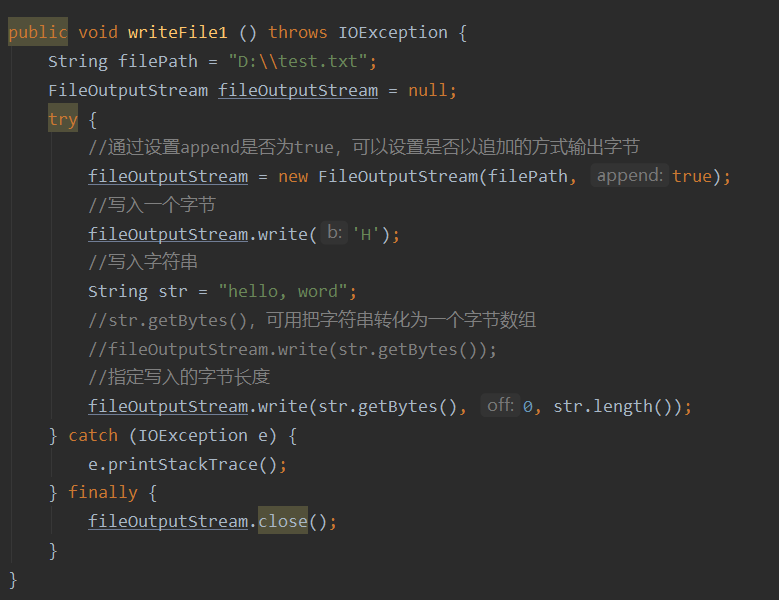 public void writeFile1 () throws IOException {
String filePath = "D:\\test.txt";
FileOutputStream fileOutputStream = null;
try {
//通过设置append是否为true，可以设置是否以追加的方式输出字节
fileOutputStream = new FileOutputStream(filePath, append: true);
//写入一个字节
fileOutputStream.write( b: 'H');
//写入字符串
String str = "hello, word";
//str.getBytes()，可用把字符串转化为一个字节数组
//fileOutputStream.write(str.getBytes());
//指定写入的字节长度
fileOutputStream.write(str.getBytes(), off: 0, str.length());
} catch (IOException e) {
e.printStackTrace();
} finally {
fileOutputStream.close();
}
}